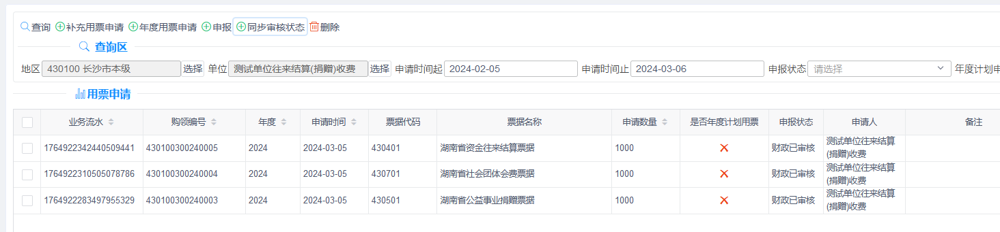 查询 补充用票申请 年度用票申请 申报 同步审核状态 删除
查询区
地区 430100 长沙市本级 选择 单位 测试单位往来结算(捐赠)收费 选择 申请时间起 2024-02-05 申请时间止 2024-03-06 申报状态 请选择 年度计划申
用票申请
业务流水 购领编号 年度 申请时间 票据代码 票据名称 申请数量 是否年度计划用票 申报状态 申请人 备注
1764922342440509441 430100300240005 2024 2024-03-05 430401 湖南省资金往来结算票据 1000 财政已审核 测试单位往来结算
(捐赠)收费
1764922310505078786 430100300240004 2024 2024-03-05 430701 湖南省社会团体会费票据 1000 财政已审核 测试单位往来结算
(捐赠)收费
1764922283497955329 430100300240003 2024 2024-03-05 430501 湖南省公益事业捐赠票据 1000 财政已审核 测试单位往来结算
(捐赠)收费